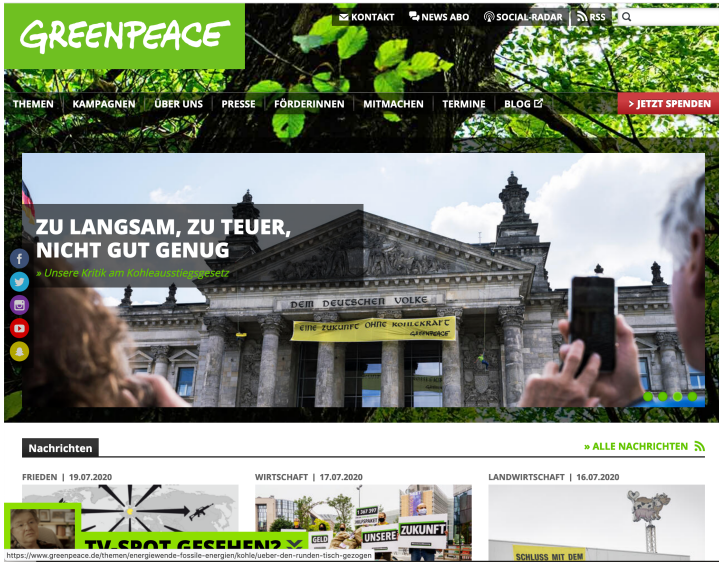 GREENPEACE
KONTAKT NEWS ABO SOCIAL-RADAR RSS
THEMEN KAMPAGNEN ÜBER UNS PRESSE FÖRDERINNEN MITMACHEN TERMINE BLOG > JETZT SPENDEN
ZU LANGSAM, ZU TEUER,
NICHT GUT GENUG
» Unsere Kritik am Kohleausstiegsgesetz
DEM DEUTSCHEN VOLKE
EINE ZUKUNFT OHNE KOHLEKRAFT
GREENPEACE
Nachrichten
» ALLE NACHRICHTEN
FRIEDEN | 19.07.2020
WIRTSCHAFT | 17.07.2020
LANDWIRTSCHAFT | 16.07.2020
1 367 397
GELD
UNSERE
ZUKUNFT
SCHLUSS MIT DEM
TV-SPOT GESEHEN?
https://www.greenpeace.de/themen/energiewende-fossile-energien/kohle/ueber-den-runden-tisch-gezogen